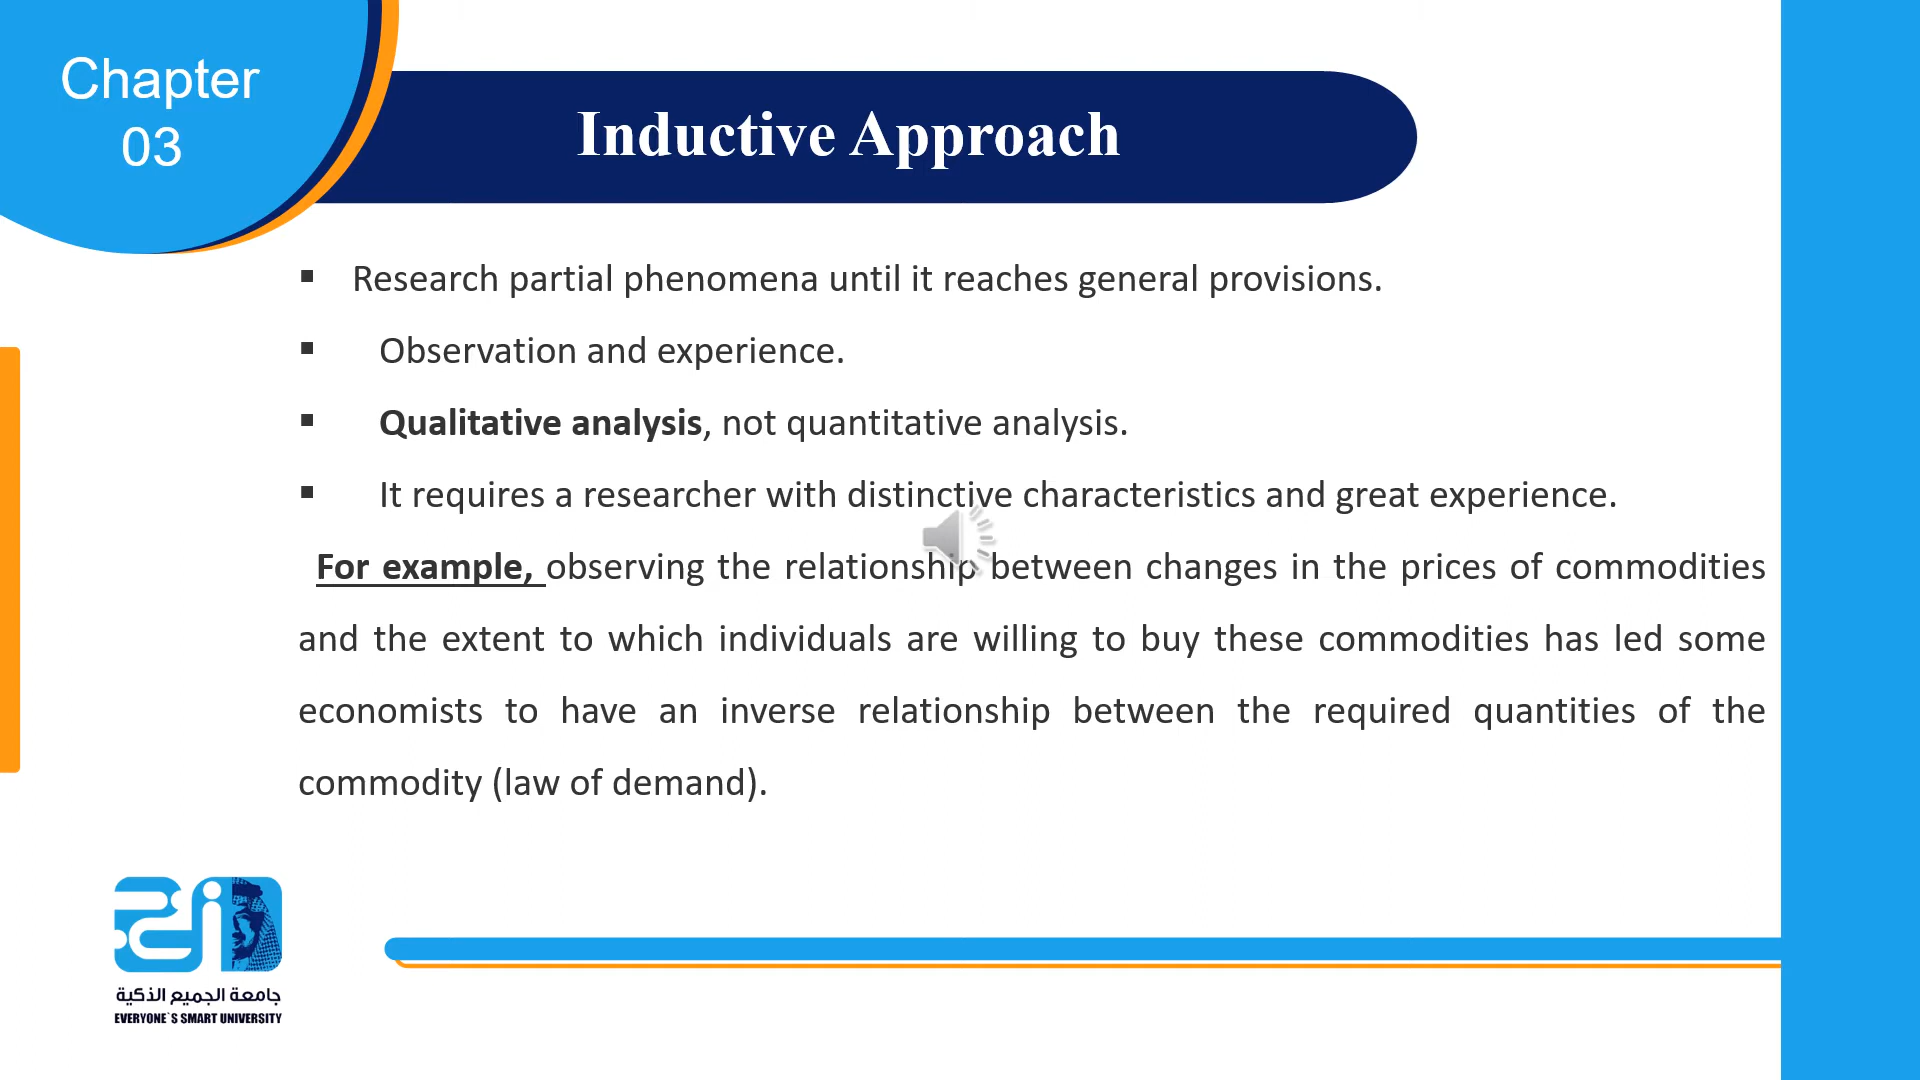 Chapter
03
Inductive Approach
▪ Research partial phenomena until it reaches general provisions.
▪ Observation and experience.
▪ Qualitative analysis, not quantitative analysis.
▪ It requires a researcher with distinctive characteristics and great experience.
For example, observing the relationship between changes in the prices of commodities
and the extent to which individuals are willing to buy these commodities has led some
economists to have an inverse relationship between the required quantities of the
commodity (law of demand).
جامعة الجميع الذكية
EVERYONE`S SMART UNIVERSITY